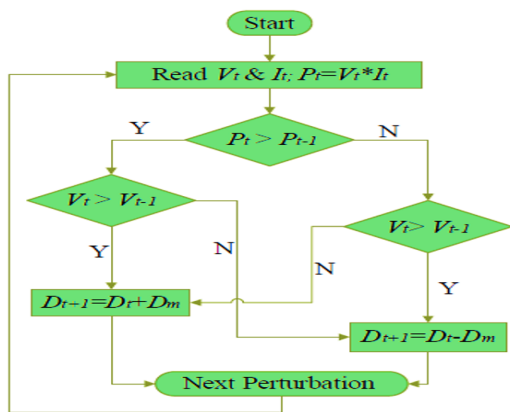 Start
Read Vt & It; Pt=Vt*It
Y
Pt > Pt-1
N
Vt > Vt-1
Vt> Vt-1
N
N
Y
Y
Dt+1=Dt+Dm
Dt+1=Dt-Dm
Next Perturbation